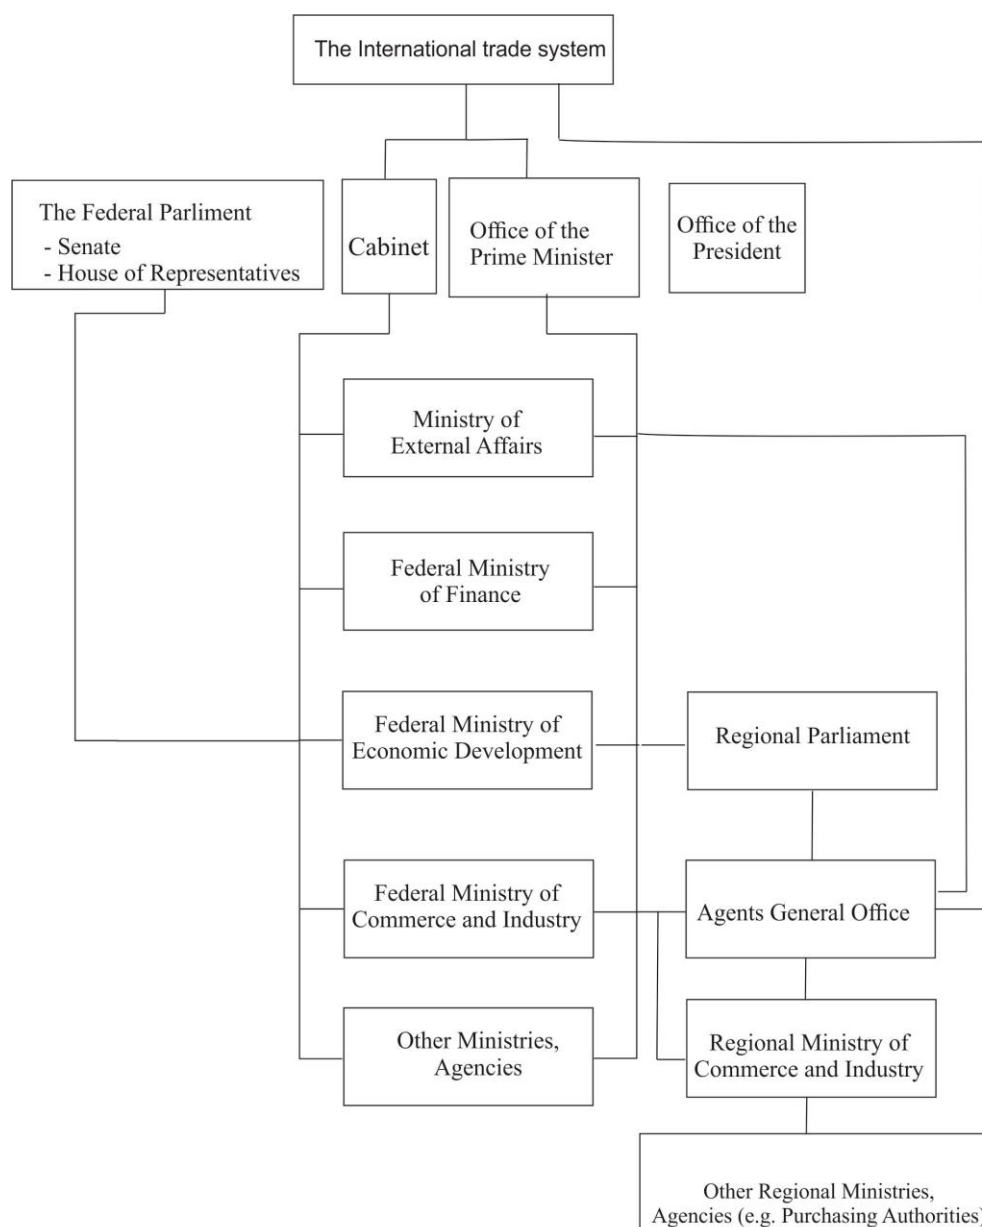 The International trade system
The Federal Parliment
- Senate
- House of Representatives
Cabinet
Office of the
Prime Minister
Office of the
President
Ministry of
External Affairs
Federal Ministry
of Finance
Federal Ministry of
Economic Development
Regional Parliament
Federal Ministry of
Commerce and Industry
Agents General Office
Other Ministries,
Agencies
Regional Ministry of
Commerce and Industry
Other Regional Ministries,
Agencies (e.g. Purchasing Authorities)